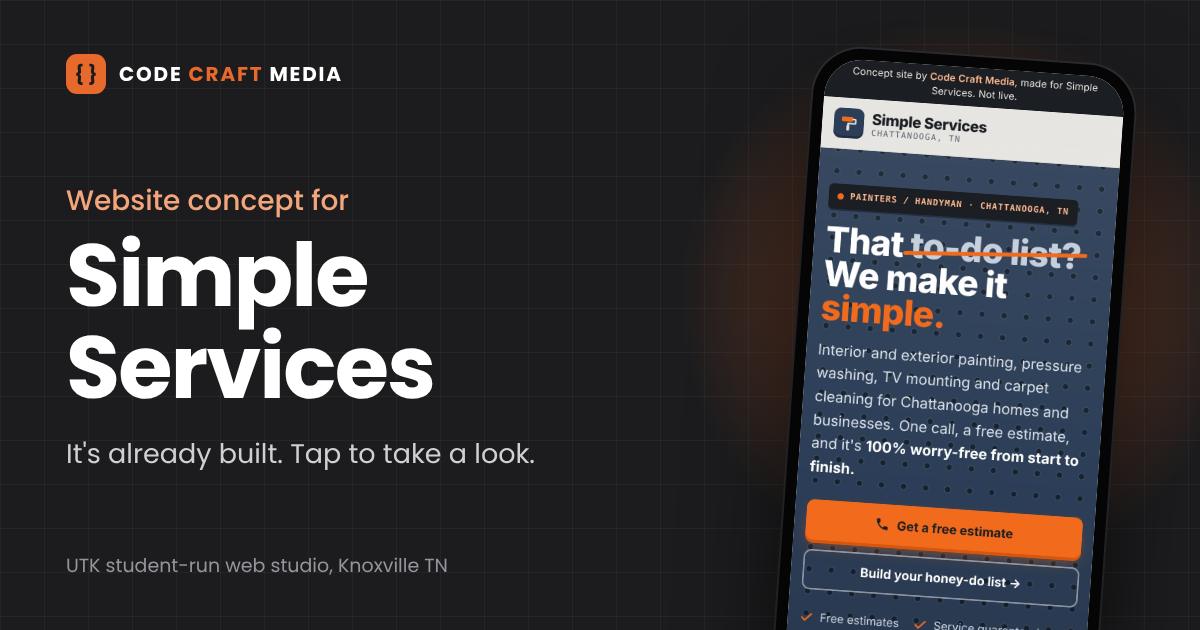 { } CODE CRAFT MEDIA
Website concept for
Simple
Services
It's already built. Tap to take a look.
UTK student-run web studio, Knoxville TN
Concept site by Code Craft Media, made for Simple
Services. Not live.
Simple Services
CHATTANOOGA, TN
PAINTERS / HANDYMAN · CHATTANOOGA, TN
That to-do list?
We make it
simple.
Interior and exterior painting, pressure
washing, TV mounting and carpet
cleaning for Chattanooga homes and
businesses. One call, a free estimate,
and it's 100% worry-free from start to
finish.
Get a free estimate
Build your honey-do list →
Free estimates
Service